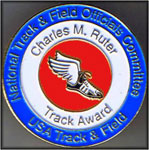 National Track & Field Officials Committee
Charles M. Ruter
Track Award
USA Track & Field